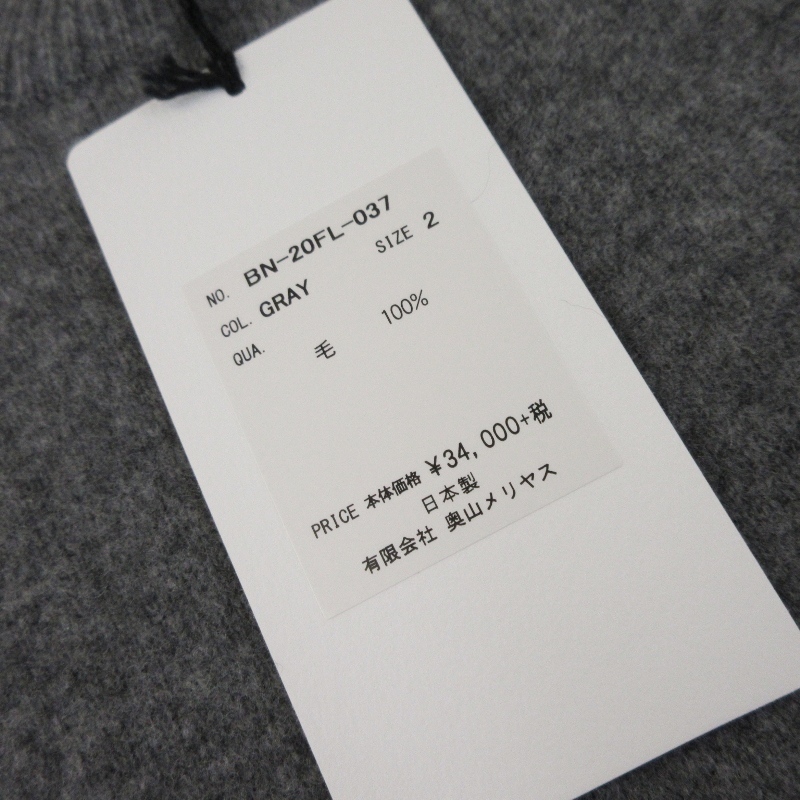 NO. BN-20FL-037
COL. GRAY SIZE 2
QUA. 毛 100%
PRICE 本体価格 ¥34,000+税
日本製
有限会社 奥山メリヤス